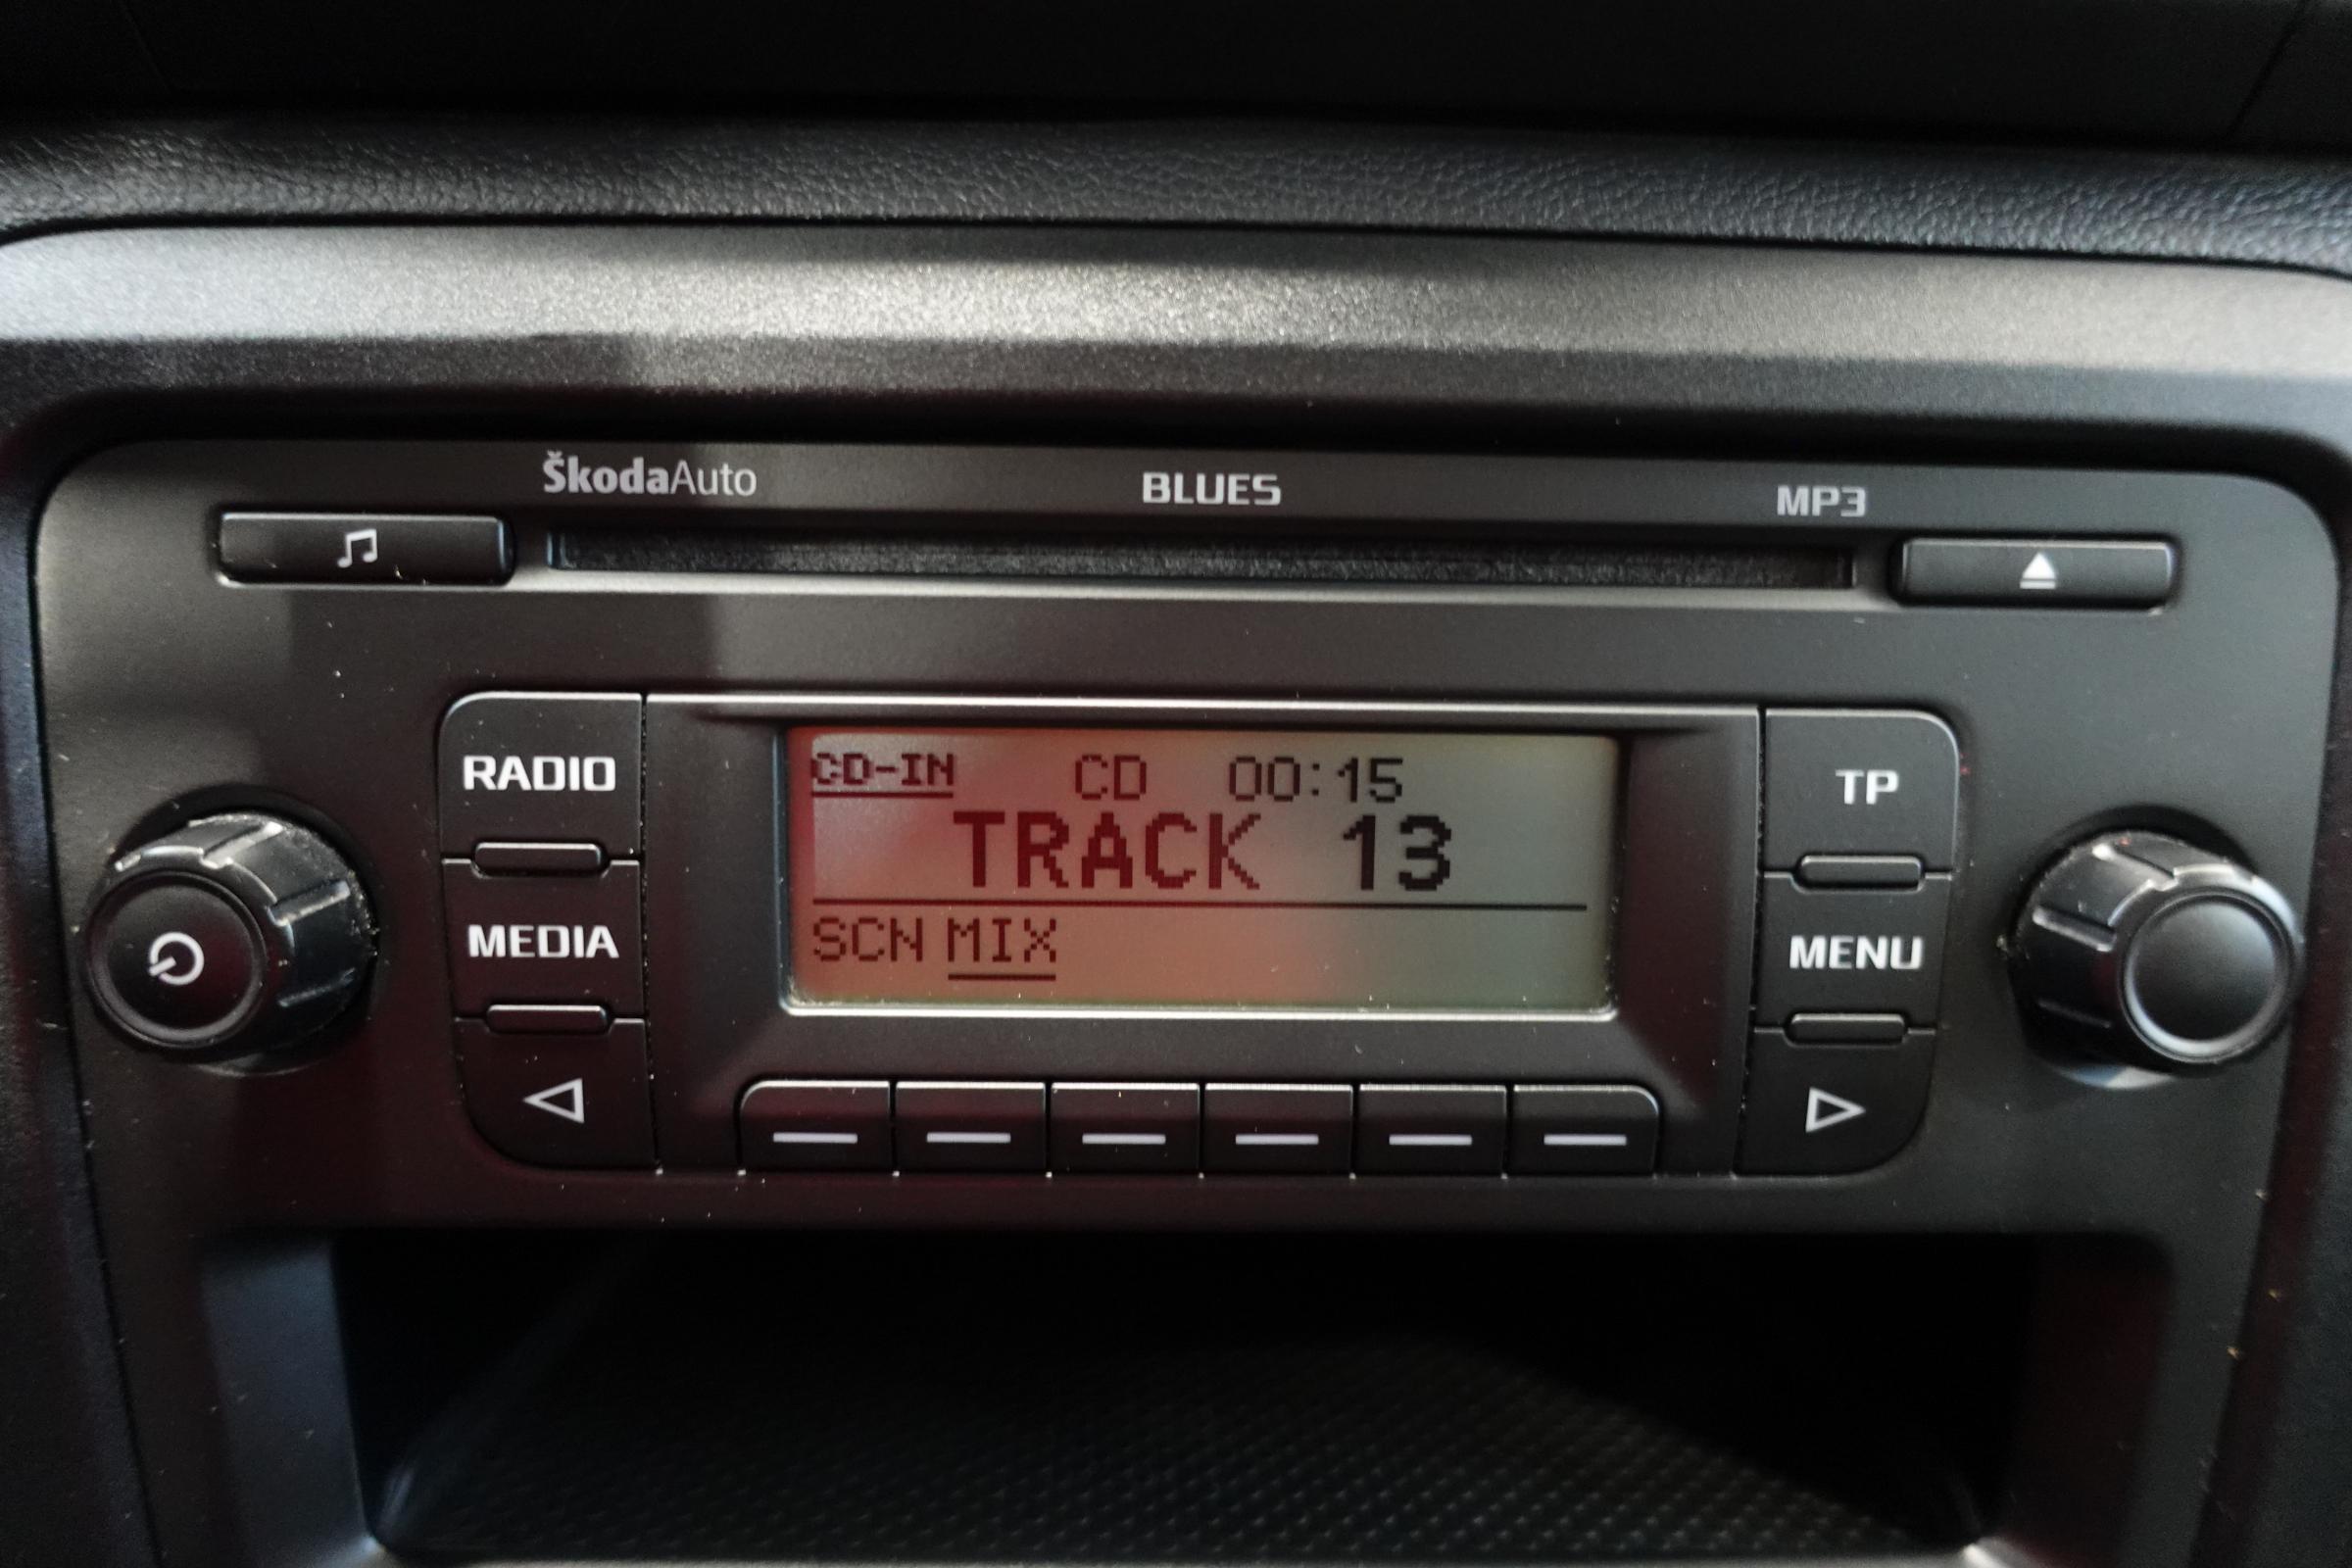 ŠkodaAuto
BLUES
MP3
RADIO
MEDIA
CD-IN CD 00:15
TRACK 13
SCN MIX
TP
MENU